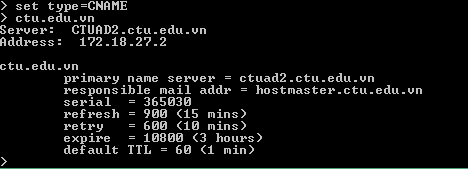 > set type=CNAME
> ctu.edu.vn
Server:  CTUAD2.ctu.edu.vn
Address:  172.18.27.2

ctu.edu.vn
        primary name server = ctuad2.ctu.edu.vn
        responsible mail addr = hostmaster.ctu.edu.vn
        serial  = 365030
        refresh = 900 (15 mins)
        retry   = 600 (10 mins)
        expire  = 10800 (3 hours)
        default TTL = 60 (1 min)
>